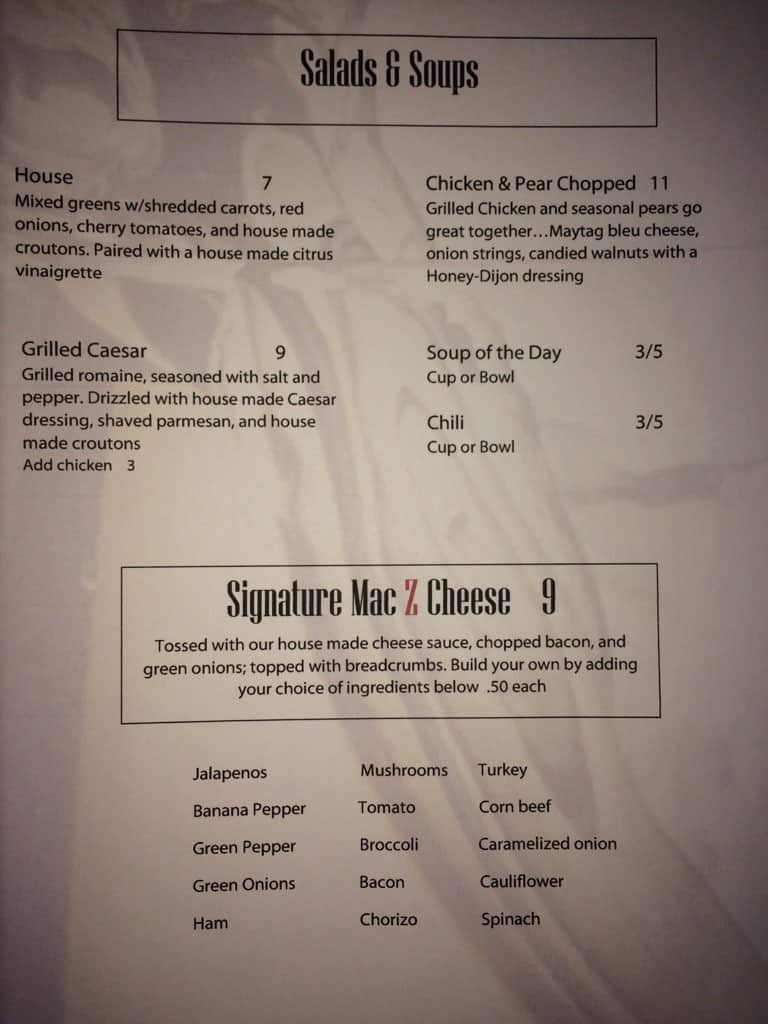 Salads & Soups
House 7
Mixed greens w/shredded carrots, red
onions, cherry tomatoes, and house made
croutons. Paired with a house made citrus
vinaigrette
Chicken & Pear Chopped 11
Grilled Chicken and seasonal pears go
great together...Maytag bleu cheese,
onion strings, candied walnuts with a
Honey-Dijon dressing
Grilled Caesar 9
Grilled romaine, seasoned with salt and
pepper. Drizzled with house made Caesar
dressing, shaved parmesan, and house
made croutons
Add chicken 3
Soup of the Day 3/5
Cup or Bowl
Chili 3/5
Cup or Bowl
Signature Mac Z Cheese 9
Tossed with our house made cheese sauce, chopped bacon, and
green onions; topped with breadcrumbs. Build your own by adding
your choice of ingredients below .50 each
Jalapenos Mushrooms Turkey
Banana Pepper Tomato Corn beef
Green Pepper Broccoli Caramelized onion
Green Onions Bacon Cauliflower
Ham Chorizo Spinach